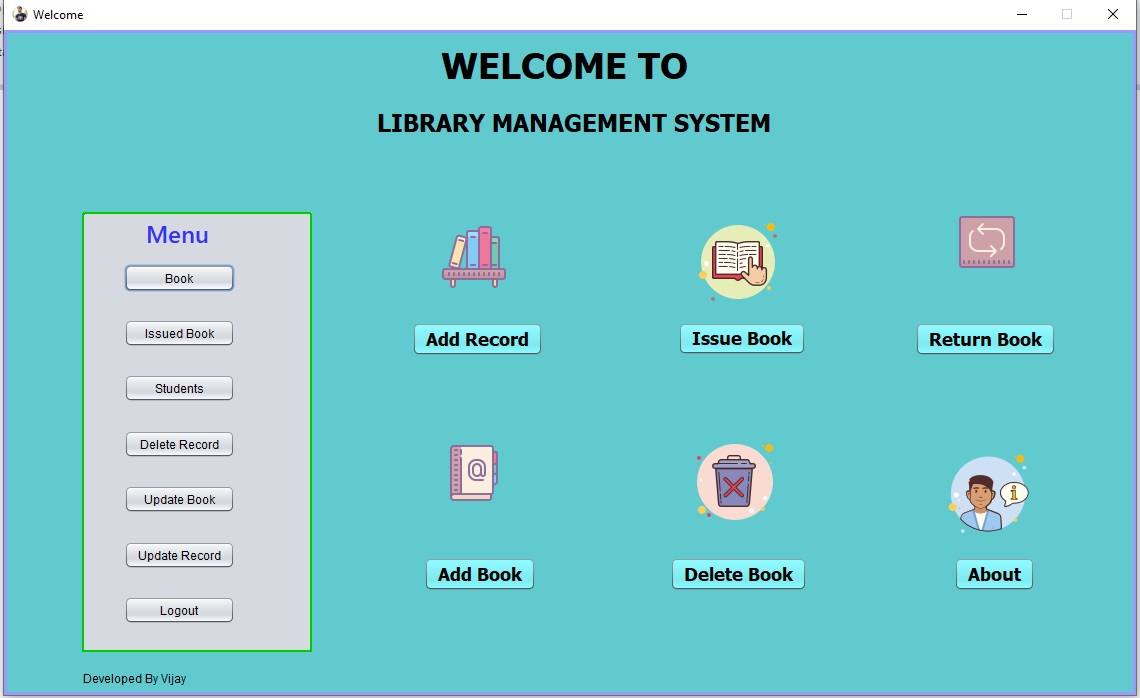 Welcome
WELCOME TO
LIBRARY MANAGEMENT SYSTEM
Menu
Book
Issued Book
Students
Delete Record
Update Book
Update Record
Logout
Add Record
Issue Book
Return Book
@
Add Book
Delete Book
i
About
Developed By Vijay